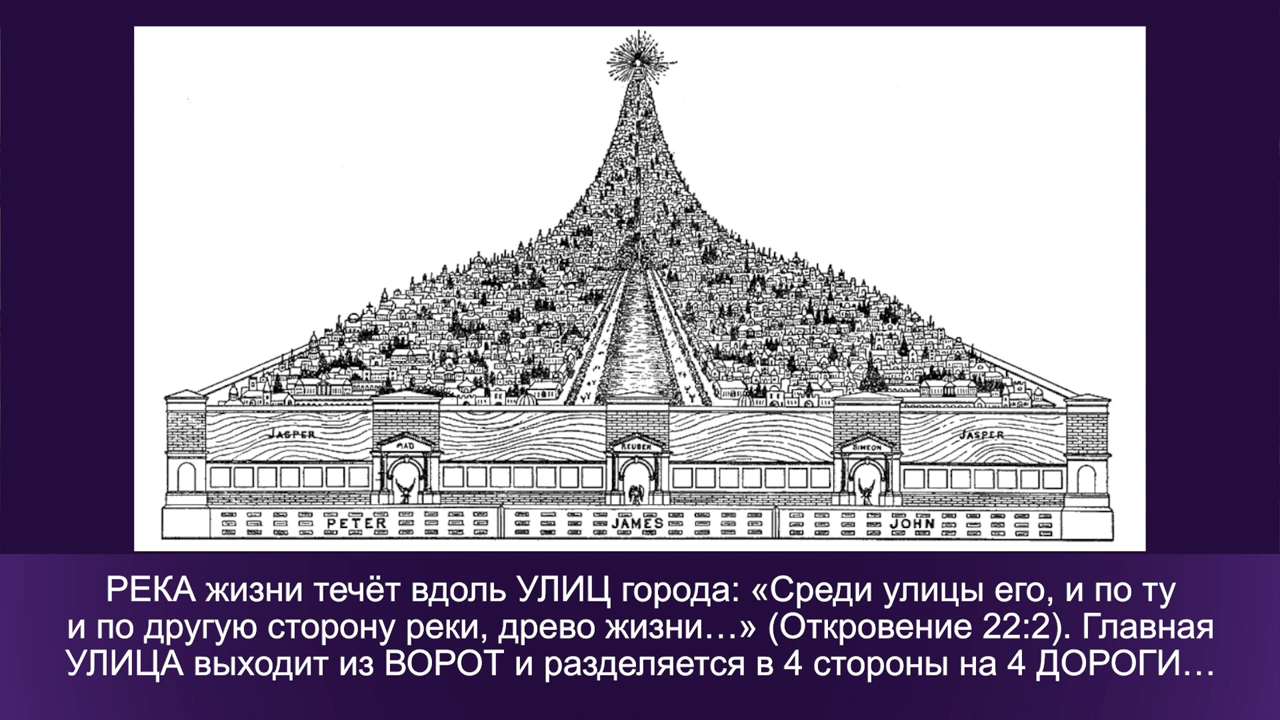 JASPER
JASPER
MAD
REUBEN
SIMEON
PETER
JAMES
JOHN
РЕКА жизни течёт вдоль УЛИЦ города: «Среди улицы его, и по ту
и по другую сторону реки, древо жизни…» (Откровение 22:2). Главная
УЛИЦА выходит из ВОРОТ и разделяется в 4 стороны на 4 ДОРОГИ…